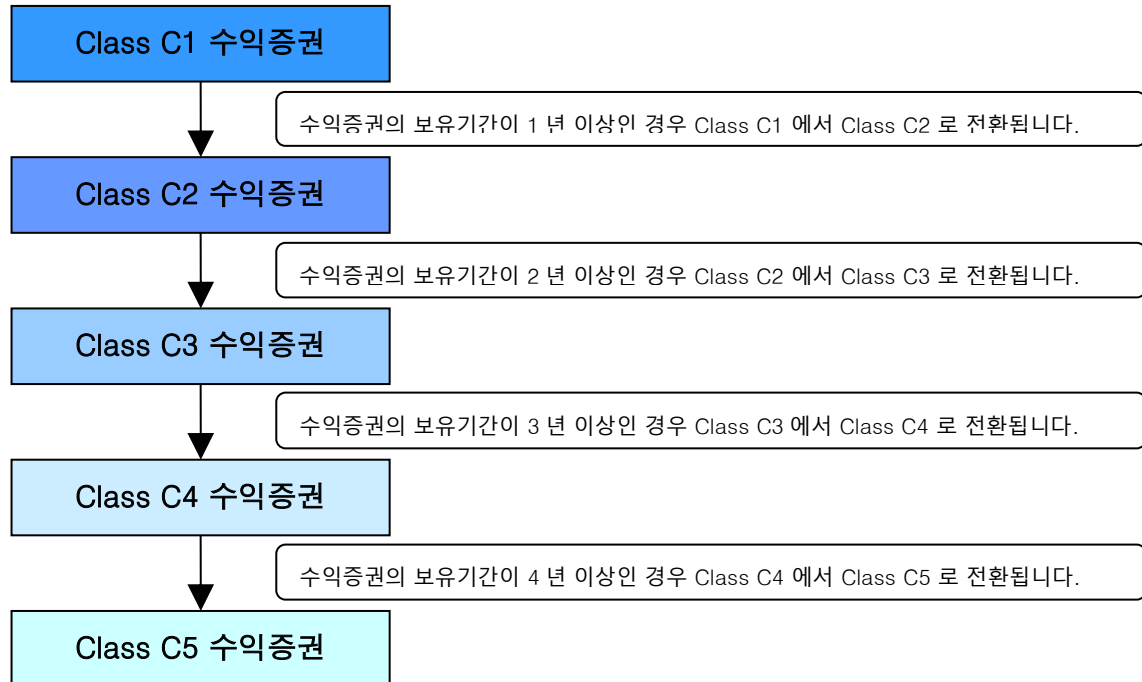 Class C1 수익증권
수익증권의 보유기간이 1 년 이상인 경우 Class C1 에서 Class C2 로 전환됩니다.
Class C2 수익증권
수익증권의 보유기간이 2 년 이상인 경우 Class C2 에서 Class C3 로 전환됩니다.
Class C3 수익증권
수익증권의 보유기간이 3 년 이상인 경우 Class C3 에서 Class C4 로 전환됩니다.
Class C4 수익증권
수익증권의 보유기간이 4 년 이상인 경우 Class C4 에서 Class C5 로 전환됩니다.
Class C5 수익증권